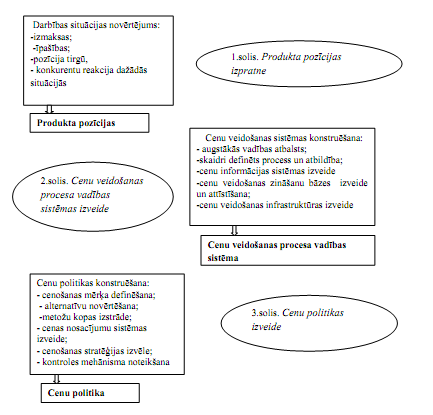 Darbības situācijas novērtējums:
-izmaksas;
-īpašības;
-pozīcija tirgū,
- konkurentu reakcija dažādās
situācijās
1.solis. Produkta pozīcijas
izpratne
Produkta pozīcijas
Cenu veidošanas sistēmas konstruēšana:
- augstākās vadības atbalsts;
-skaidri definēts process un atbildība;
-cenu informācijas sistēmas izveide
-cenu veidošanas zināšanu bāzes izveide
un attīstīšana;
-cenu veidošanas infrastruktūras izveide
2.solis. Cenu veidošanas
procesa vadības
sistēmas izveide
Cenu veidošanas procesa vadības
sistēma
Cenu politikas konstruēšana:
- cenošanas mērķa definēšana;
- alternatīvu novērtēšana;
-metožu kopas izstrāde;
- cenas nosacījumu sistēmas
izveide;
- cenošanas stratēģijas izvēle;
- kontroles mehānisma noteikšana
3.solis. Cenu politikas
izveide
Cenu politika